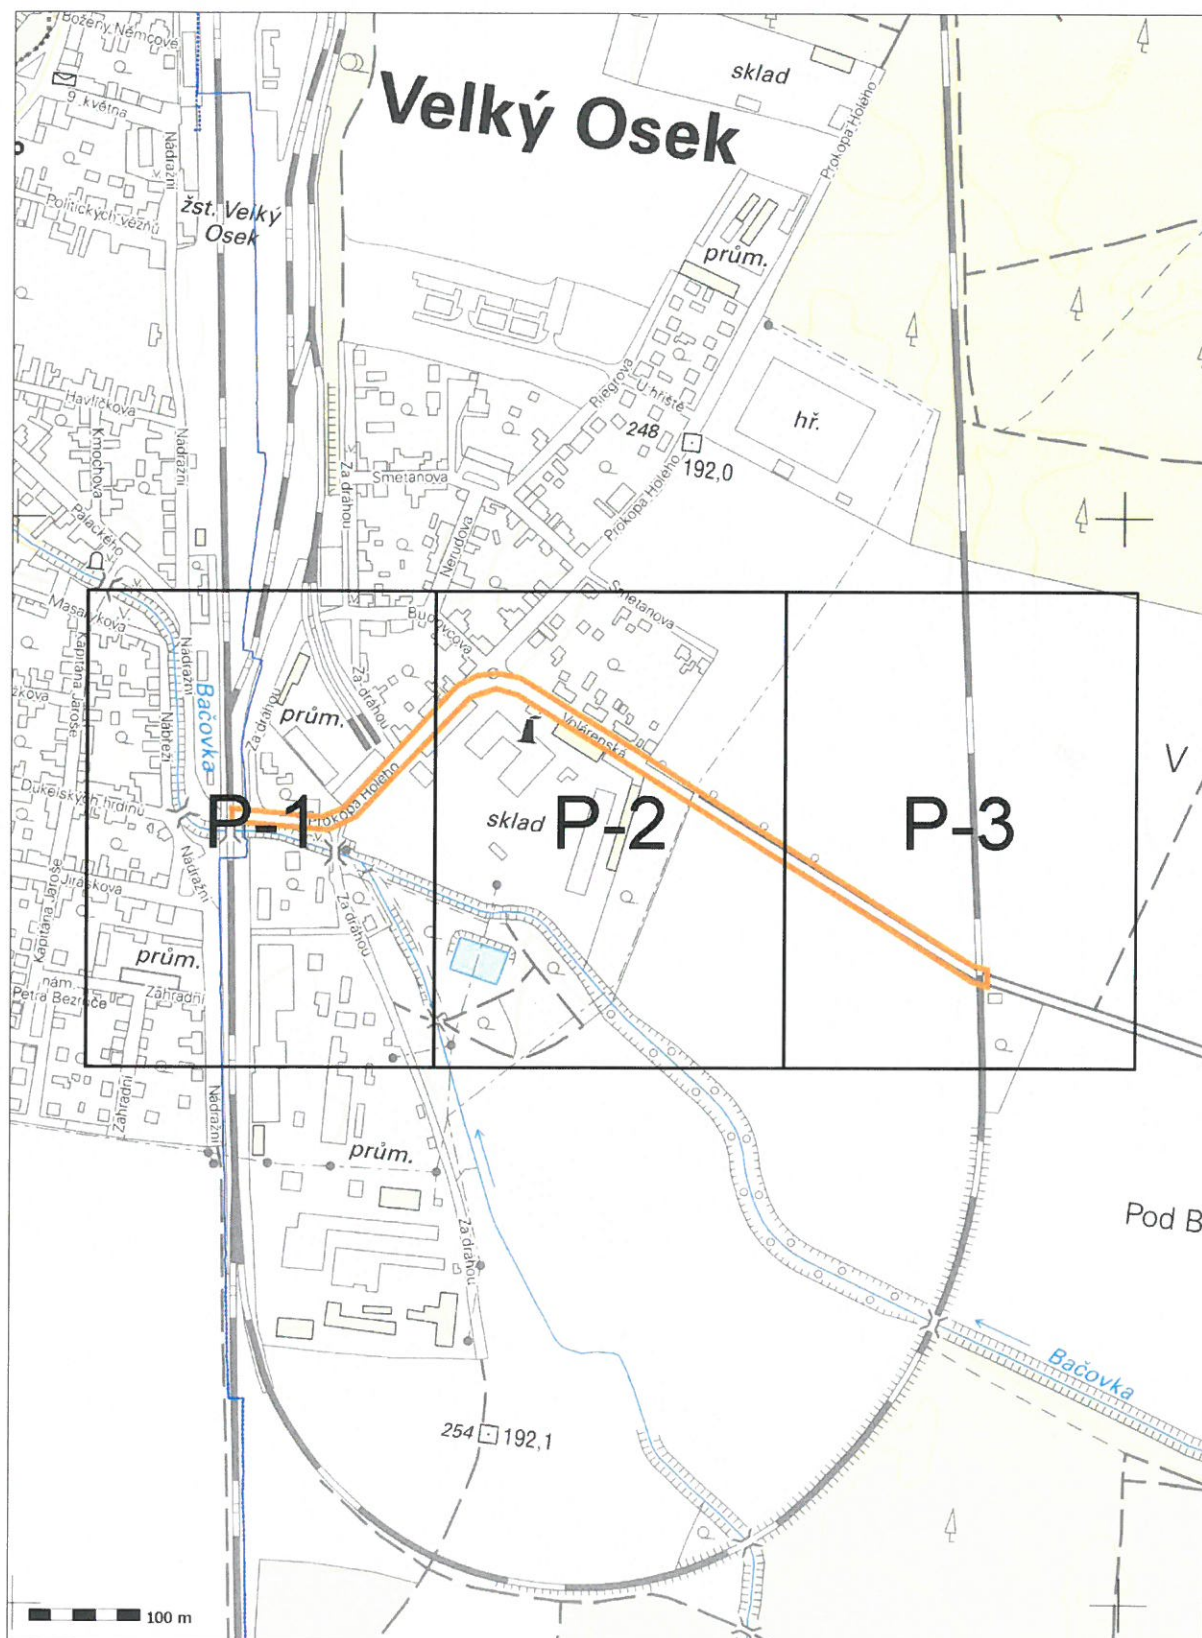 Boženy Němcové
9. května
Nádražní
Politických vězňů
žst. Velký
Osek
Velký Osek
sklad
Prokopa Holého
prům.
Riegrova
U hřiště
248
192,0
hř.
Havlíčkova
Kmochova
Nádražní
Palackého
Za dráhou
Smetanova
Nerudova
Prokopa Holého
Smetanova
Budovcova
Masarykova
Kapitána Jaroše
Nábřeží
Nádražní
Bačovka
Za dráhou
prům.
Za dráhou
Volárenská
V
Dukelských hrdinů
P-1
Prokopa Holého
sklad
P-2
P-3
Nádražní
Jiráskova
Kapitána Jaroše
prům.
Za dráhou
nám.
Petra Bezruče
Záhradní
Záhradní
Nádražní
prům.
Za dráhou
Pod B
Bačovka
254
192,1
100 m